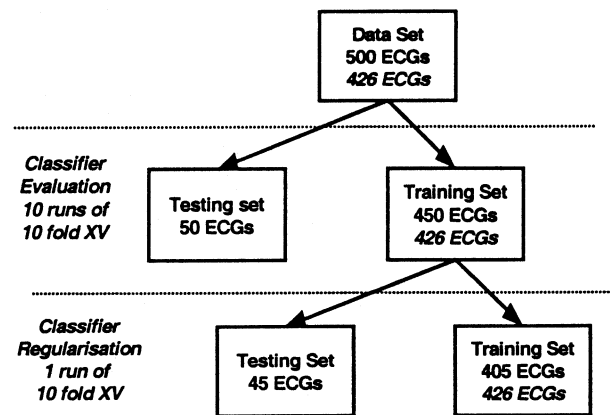 Data Set
500 ECGs
426 ECGs
Classifier
Evaluation
10 runs of
10 fold XV
Testing set
50 ECGs
Training Set
450 ECGs
426 ECGs
Classifier
Regularisation
1 run of
10 fold XV
Testing Set
45 ECGs
Training Set
405 ECGs
426 ECGs